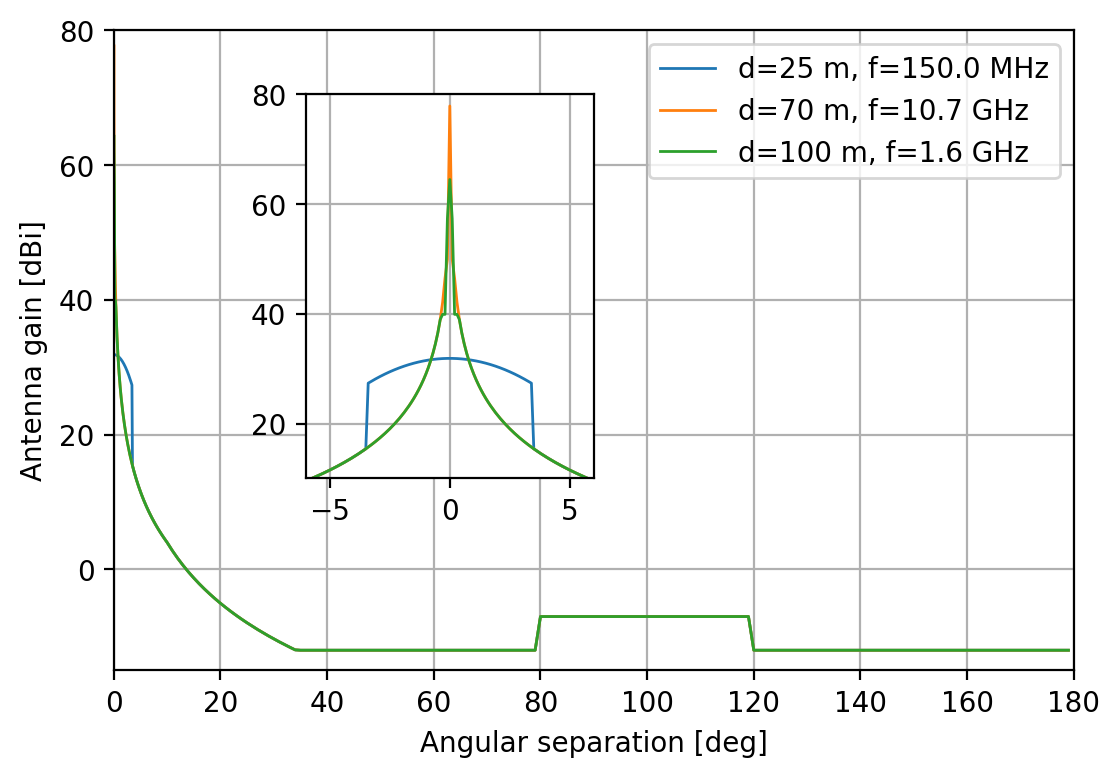 80
60
40
20
0
Antenna gain [dBi]
d=25 m, f=150.0 MHz
d=70 m, f=10.7 GHz
d=100 m, f=1.6 GHz
80
60
40
20
−5 0 5
0 20 40 60 80 100 120 140 160 180
Angular separation [deg]